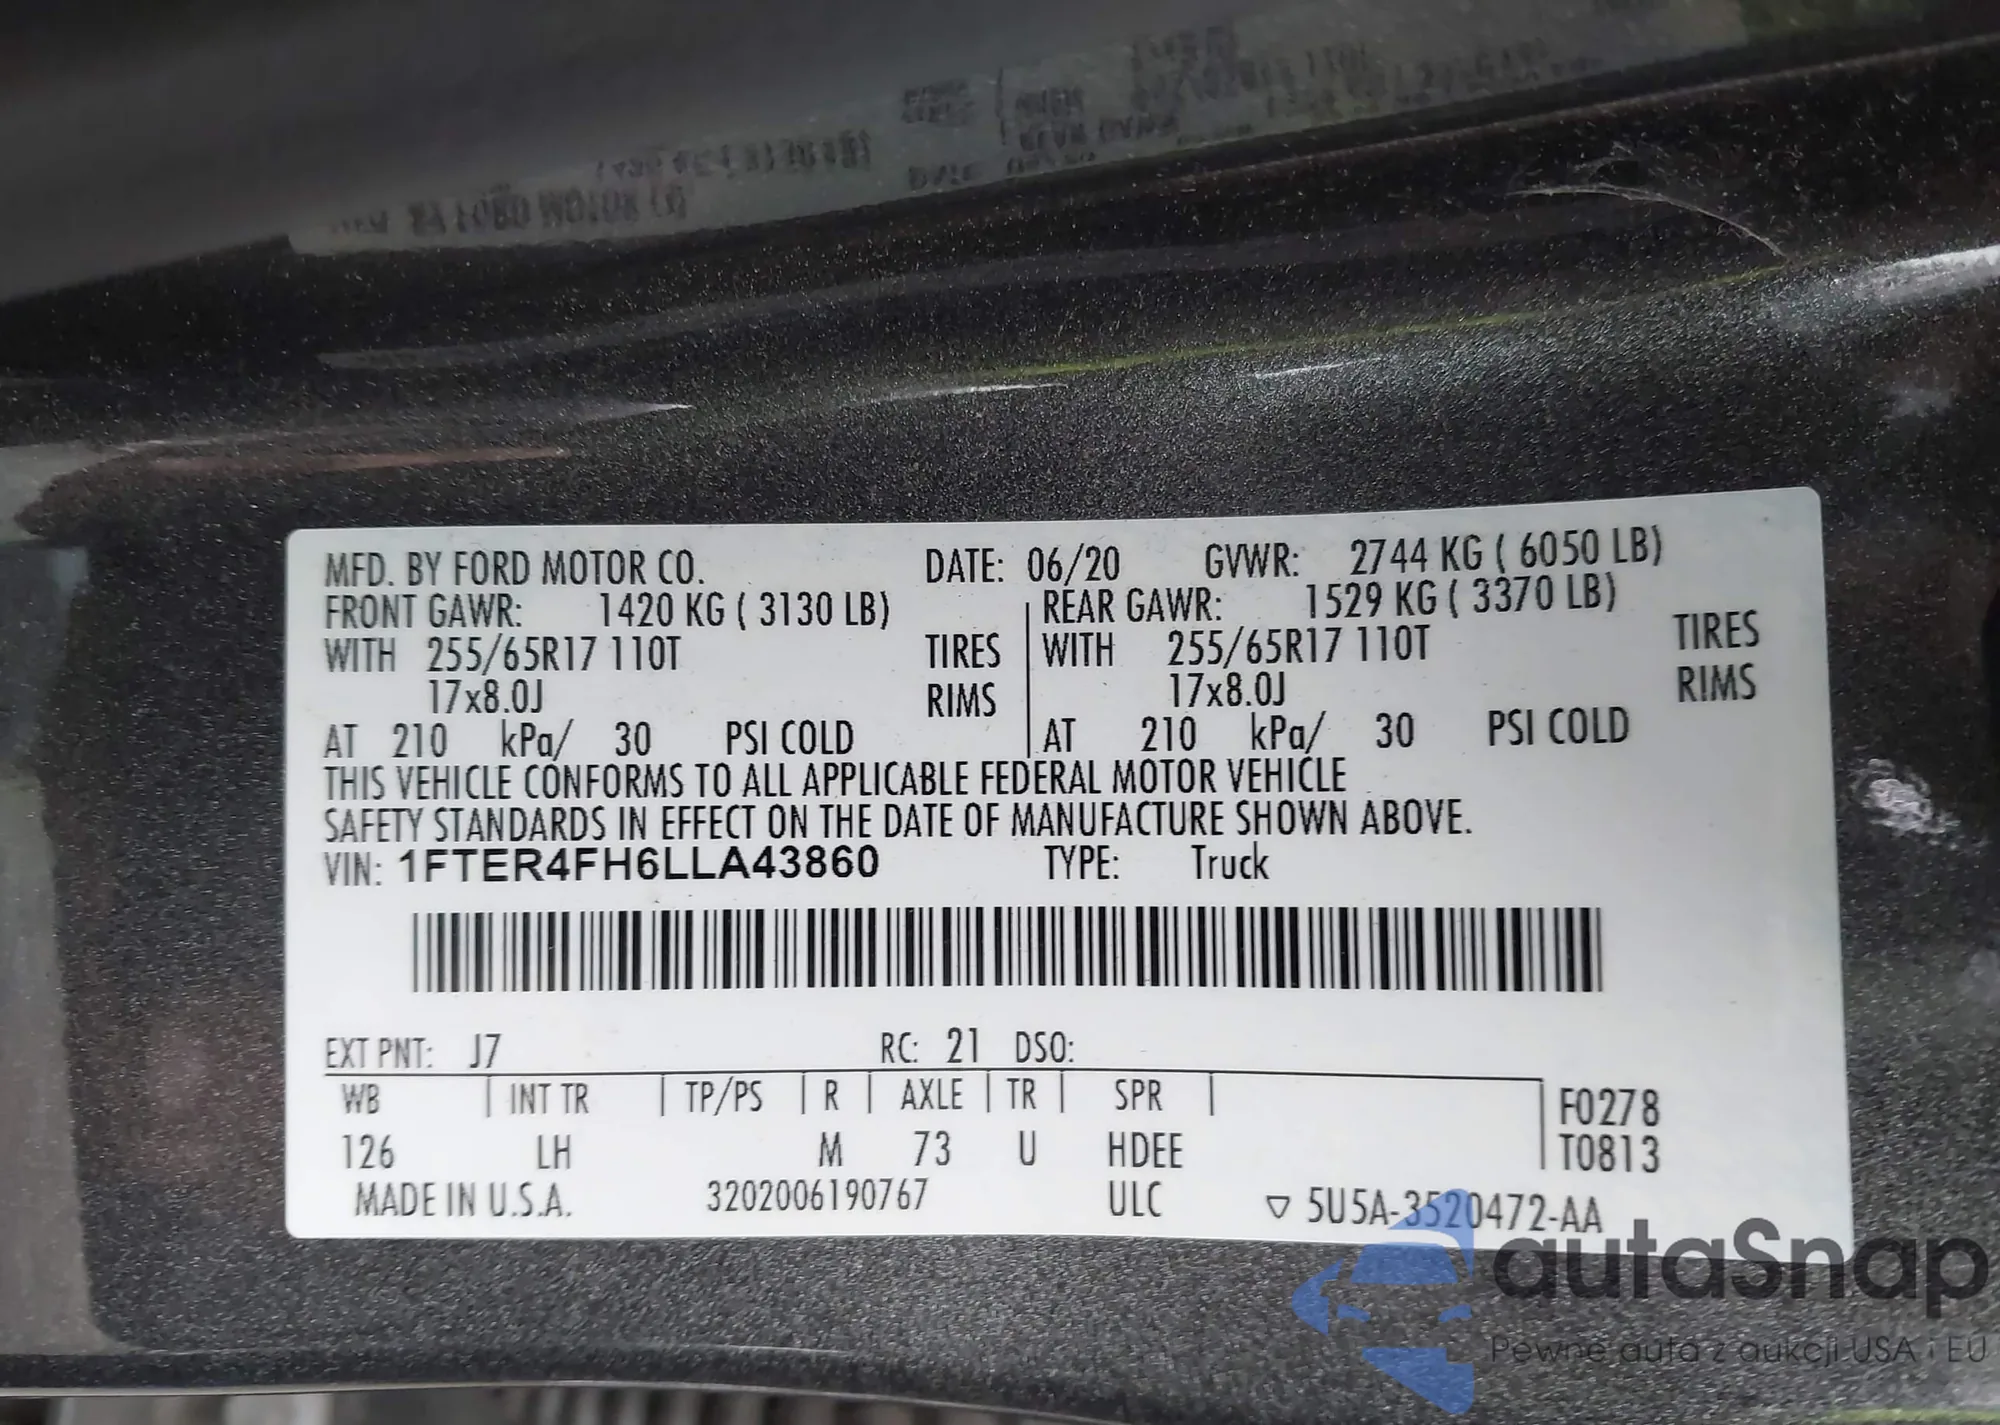 MFD. BY FORD MOTOR CO. DATE: 06/20 GVWR: 2744 KG ( 6050 LB)
FRONT GAWR: 1420 KG ( 3130 LB) REAR GAWR: 1529 KG ( 3370 LB)
WITH 255/65R17 110T TIRES WITH 255/65R17 110T TIRES
17x8.0J RIMS 17x8.0J RIMS
AT 210 kPa/ 30 PSI COLD AT 210 kPa/ 30 PSI COLD
THIS VEHICLE CONFORMS TO ALL APPLICABLE FEDERAL MOTOR VEHICLE
SAFETY STANDARDS IN EFFECT ON THE DATE OF MANUFACTURE SHOWN ABOVE.
VIN: 1FTER4FH6LLA43860 TYPE: Truck
EXT PNT: J7 RC: 21 DSO:
WB INT TR TP/PS R AXLE TR SPR F0278
126 LH M 73 U HDEE T0813
MADE IN U.S.A. 3202006190767 ULC ▽ 5U5A-3520472-AA
autaSnap
Pewne auta z aukcji USA i EU